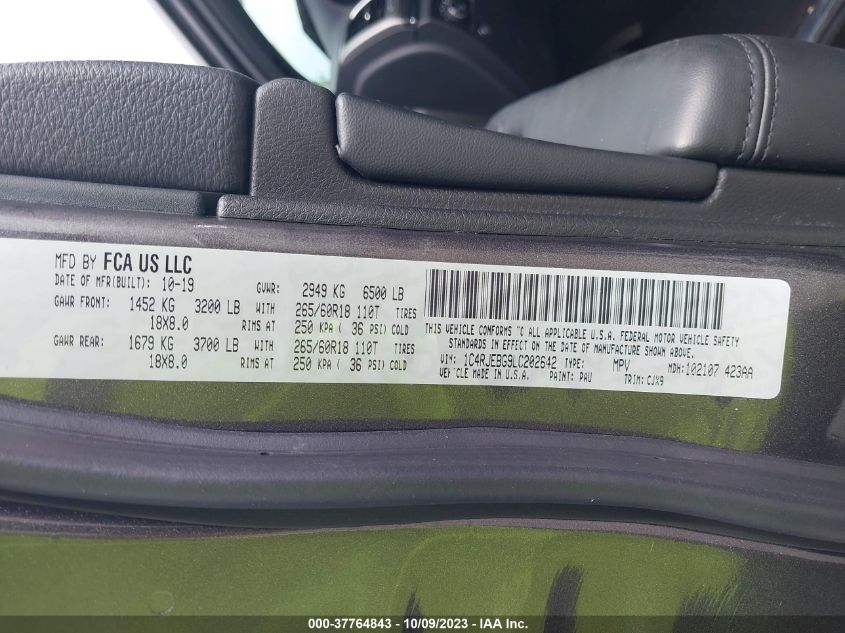 MFD BY FCA US LLC
DATE OF MFR(BUILT): 10-19 GVWR: 2949 KG 6500 LB
GAWR FRONT: 1452 KG 3200 LB WITH 265/60R18 110T TIRES
18X8.0 RIMS AT 250 KPA ( 36 PSI) COLD
GAWR REAR: 1679 KG 3700 LB WITH 265/60R18 110T TIRES
18X8.0 RIMS AT 250 KPA ( 36 PSI) COLD
THIS VEHICLE CONFORMS TO ALL APPLICABLE U.S.A. FEDERAL MOTOR VEHICLE SAFETY
STANDARDS IN EFFECT ON THE DATE OF MANUFACTURE SHOWN ABOVE.
VIN: 1C4RJEBG9LC202642 TYPE: MPV MDH: 102107 423AA
VEHICLE MADE IN U.S.A. PAINT: PAU TRIM: CJX9
000-37764843 - 10/09/2023 - IAA Inc.